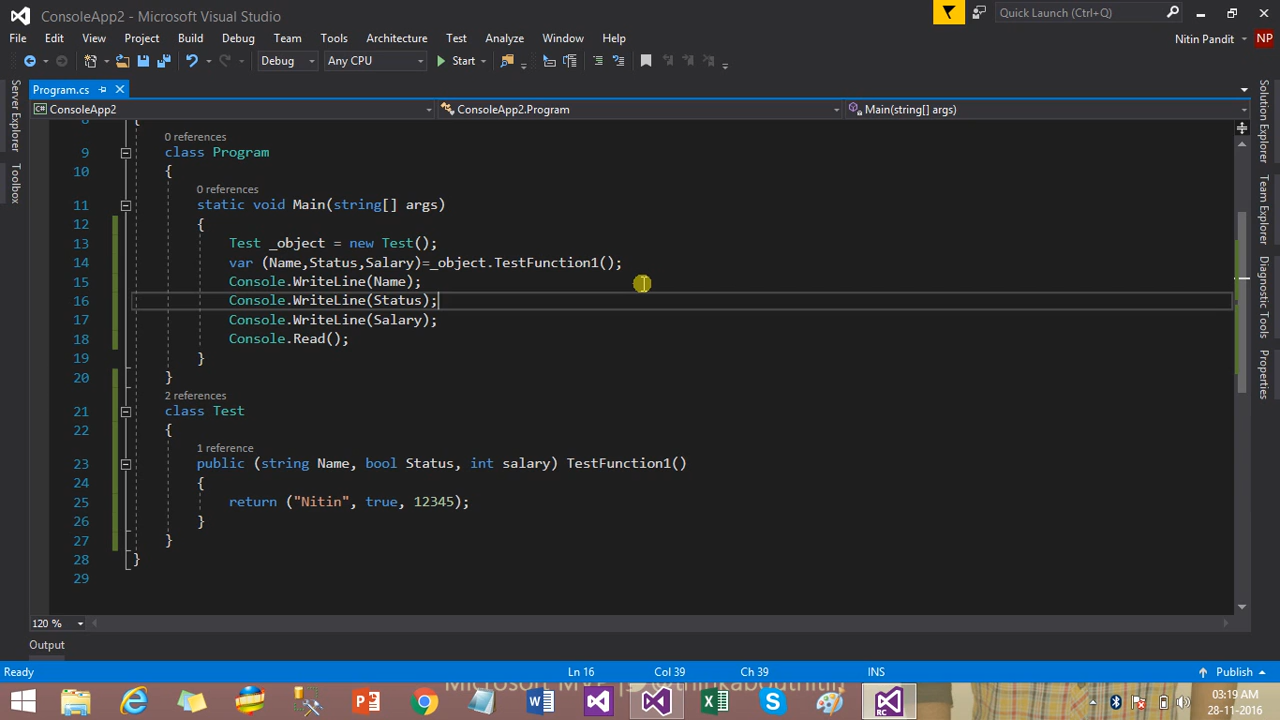 ConsoleApp2 - Microsoft Visual Studio
Quick Launch (Ctrl+Q)
File Edit View Project Build Debug Team Tools Architecture Test Analyze Window Help
Nitin Pandit NP
Debug Any CPU Start
Program.cs
ConsoleApp2 ConsoleApp2.Program Main(string[] args)
Server Explorer
Toolbox
Solution Explorer
Team Explorer
Diagnostic Tools
Properties
8 {
0 references
9 class Program
10 {
0 references
11 static void Main(string[] args)
12 {
13 Test _object = new Test();
14 var (Name,Status,Salary)=_object.TestFunction1();
15 Console.WriteLine(Name);
16 Console.WriteLine(Status);
17 Console.WriteLine(Salary);
18 Console.Read();
19 }
20 }
2 references
21 class Test
22 {
1 reference
23 public (string Name, bool Status, int salary) TestFunction1()
24 {
25 return ("Nitin", true, 12345);
26 }
27 }
28 }
29
120 %
Output
Ready Ln 16 Col 39 Ch 39 INS Publish
RC
03:19 AM
28-11-2016